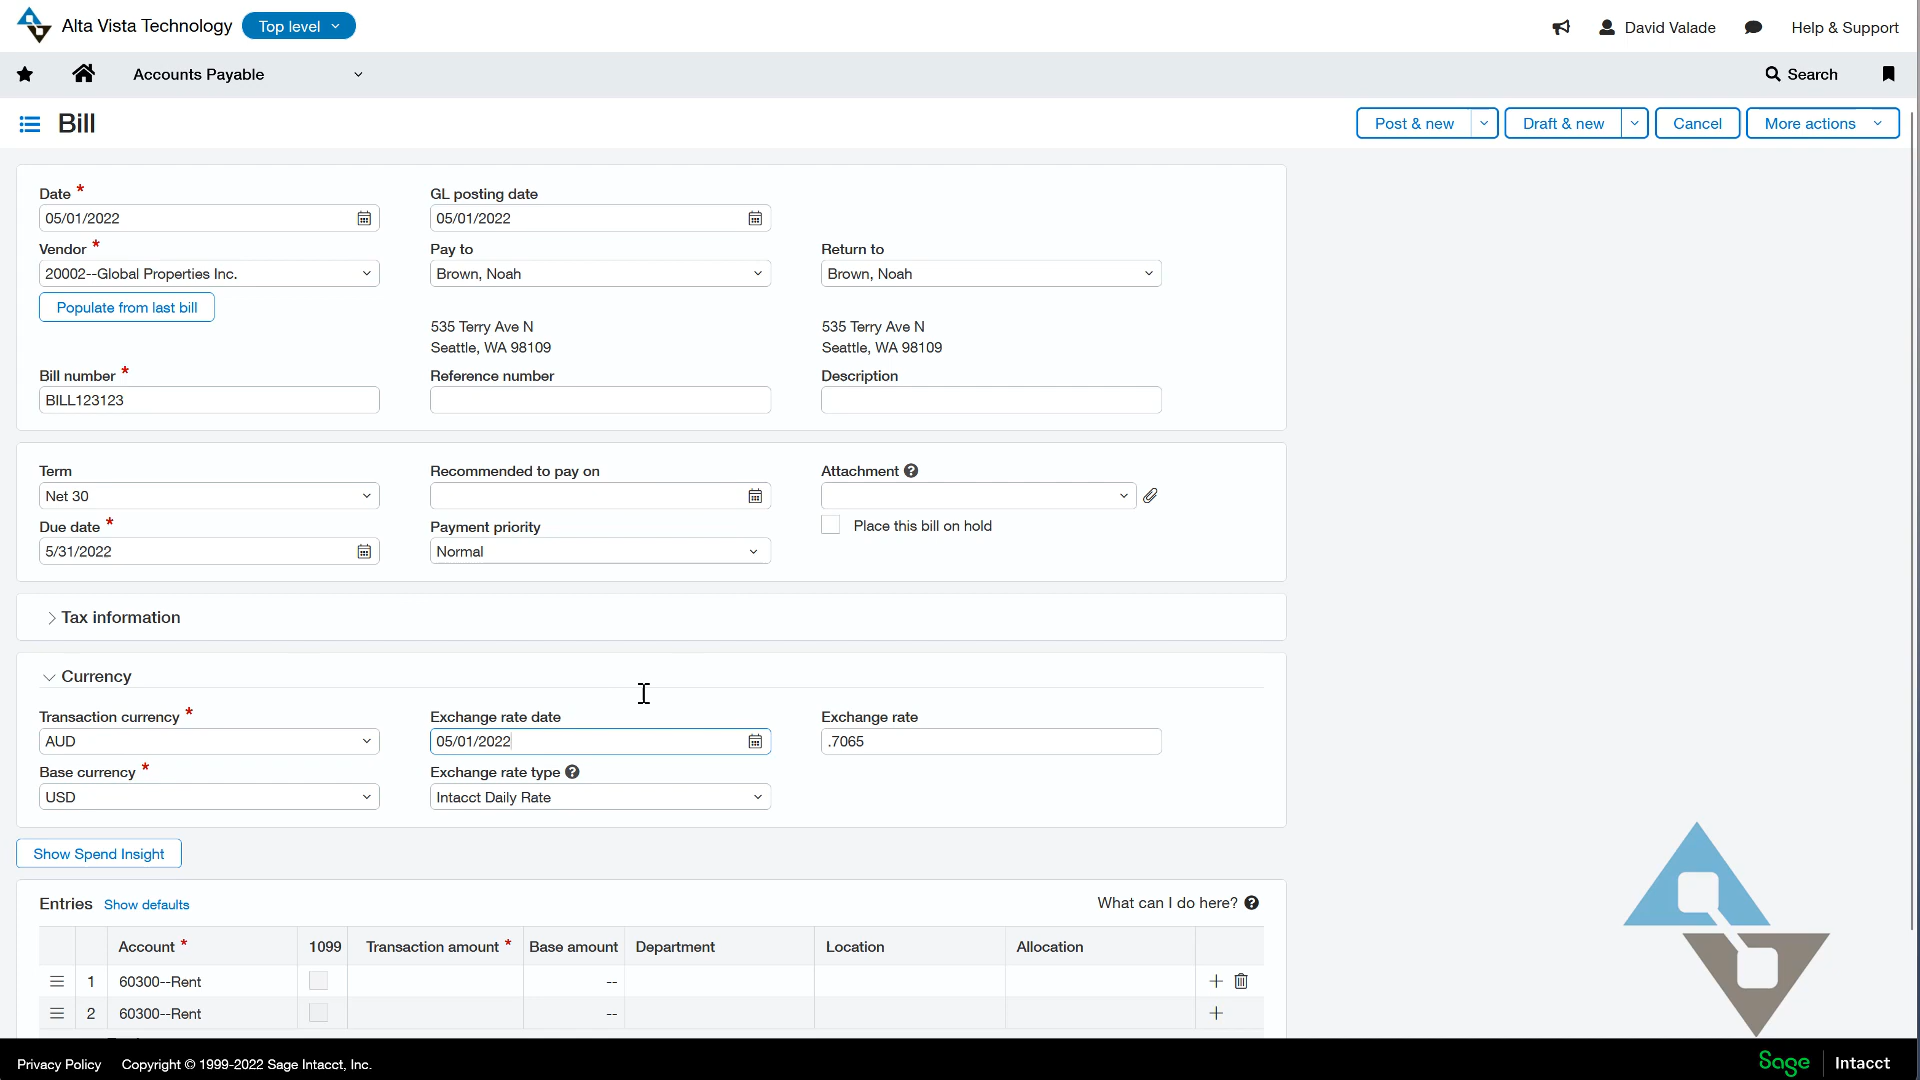 Alta Vista Technology Top level David Valade Help & Support
Accounts Payable Search
Bill Post & new Draft & new Cancel More actions
Date * GL posting date
05/01/2022 05/01/2022
Vendor * Pay to Return to
20002--Global Properties Inc. Brown, Noah Brown, Noah
Populate from last bill
535 Terry Ave N 535 Terry Ave N
Seattle, WA 98109 Seattle, WA 98109
Bill number * Reference number Description
BILL123123
Term Recommended to pay on Attachment ?
Net 30
Due date * Payment priority Place this bill on hold
5/31/2022 Normal
Tax information
Currency
Transaction currency * Exchange rate date Exchange rate
AUD 05/01/2022 .7065
Base currency * Exchange rate type ?
USD Intacct Daily Rate
Show Spend Insight
Entries Show defaults What can I do here? ?
Account * 1099 Transaction amount * Base amount Department Location Allocation
1 60300--Rent --
2 60300--Rent --
Privacy Policy Copyright © 1999-2022 Sage Intacct, Inc. Sage Intacct